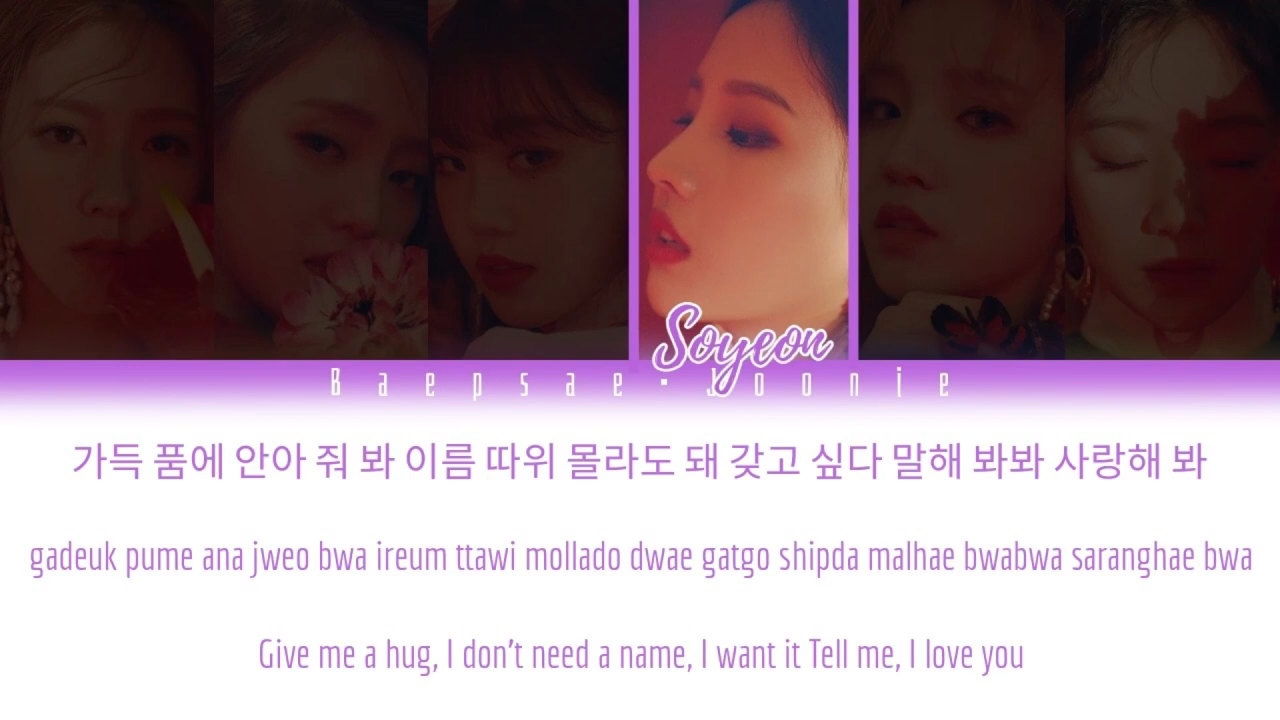 Soyeon
Baepsae • Joonie
가득 품에 안아 줘 봐 이름 따위 몰라도 돼 갖고 싶다 말해 봐봐 사랑해 봐
gadeuk pume ana jweo bwa ireum ttawi mollado dwae gatgo shipda malhae bwabwa saranghae bwa
Give me a hug, I don't need a name, I want it Tell me, I love you